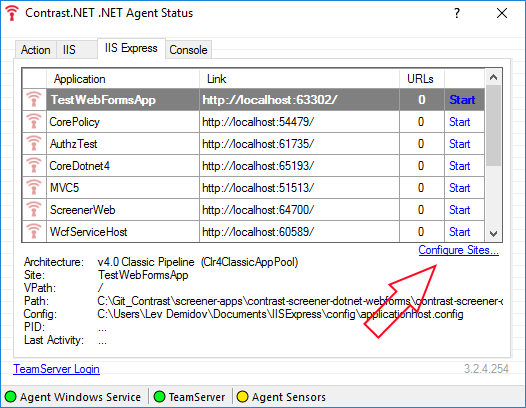 Contrast.NET .NET Agent Status
Action IIS IIS Express Console
Application Link URLs
TestWebFormsApp http://localhost:63302/ 0 Start
CorePolicy http://localhost:54479/ 0 Start
AuthzTest http://localhost:61735/ 0 Start
CoreDotnet4 http://localhost:65193/ 0 Start
MVC5 http://localhost:51513/ 0 Start
ScreenerWeb http://localhost:64700/ 0 Start
WcfServiceHost http://localhost:60589/ 0 Start
Configure Sites...
Architecture: v4.0 Classic Pipeline (Clr4ClassicAppPool)
Site: TestWebFormsApp
VPath: /
Path: C:\Git_Contrast\screener-apps\contrast-screener-dotnet-webforms\contrast-screener-c
Config: C:\Users\Lev Demidov\Documents\IISExpress\config\applicationhost.config
PID: ...
Last Activity: ...
TeamServer Login 3.2.4.254
Agent Windows Service TeamServer Agent Sensors